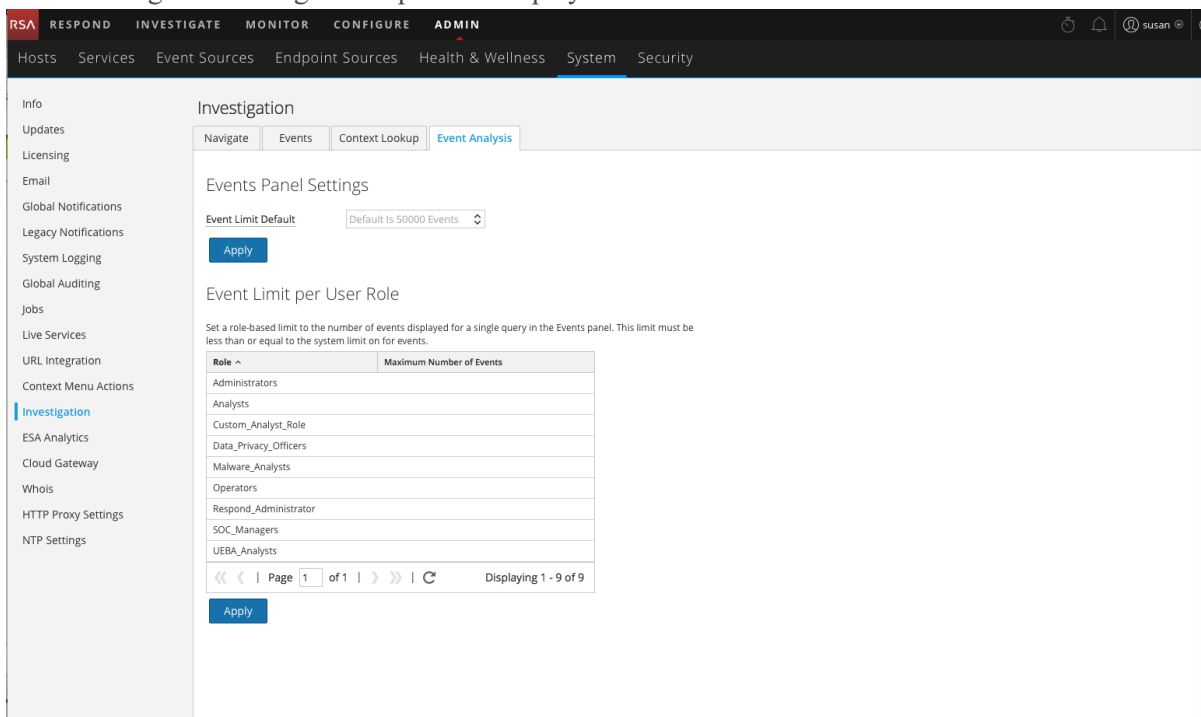 RSA RESPOND INVESTIGATE MONITOR CONFIGURE ADMIN susan
Hosts Services Event Sources Endpoint Sources Health & Wellness System Security
Info
Updates
Licensing
Email
Global Notifications
Legacy Notifications
System Logging
Global Auditing
Jobs
Live Services
URL Integration
Context Menu Actions
Investigation
ESA Analytics
Cloud Gateway
Whois
HTTP Proxy Settings
NTP Settings
Investigation
Navigate Events Context Lookup Event Analysis
Events Panel Settings
Event Limit Default Default Is 50000 Events
Apply
Event Limit per User Role
Set a role-based limit to the number of events displayed for a single query in the Events panel. This limit must be
less than or equal to the system limit on for events.
Role Maximum Number of Events
Administrators
Analysts
Custom_Analyst_Role
Data_Privacy_Officers
Malware_Analysts
Operators
Respond_Administrator
SOC_Managers
UEBA_Analysts
Page 1 of 1 Displaying 1 - 9 of 9
Apply